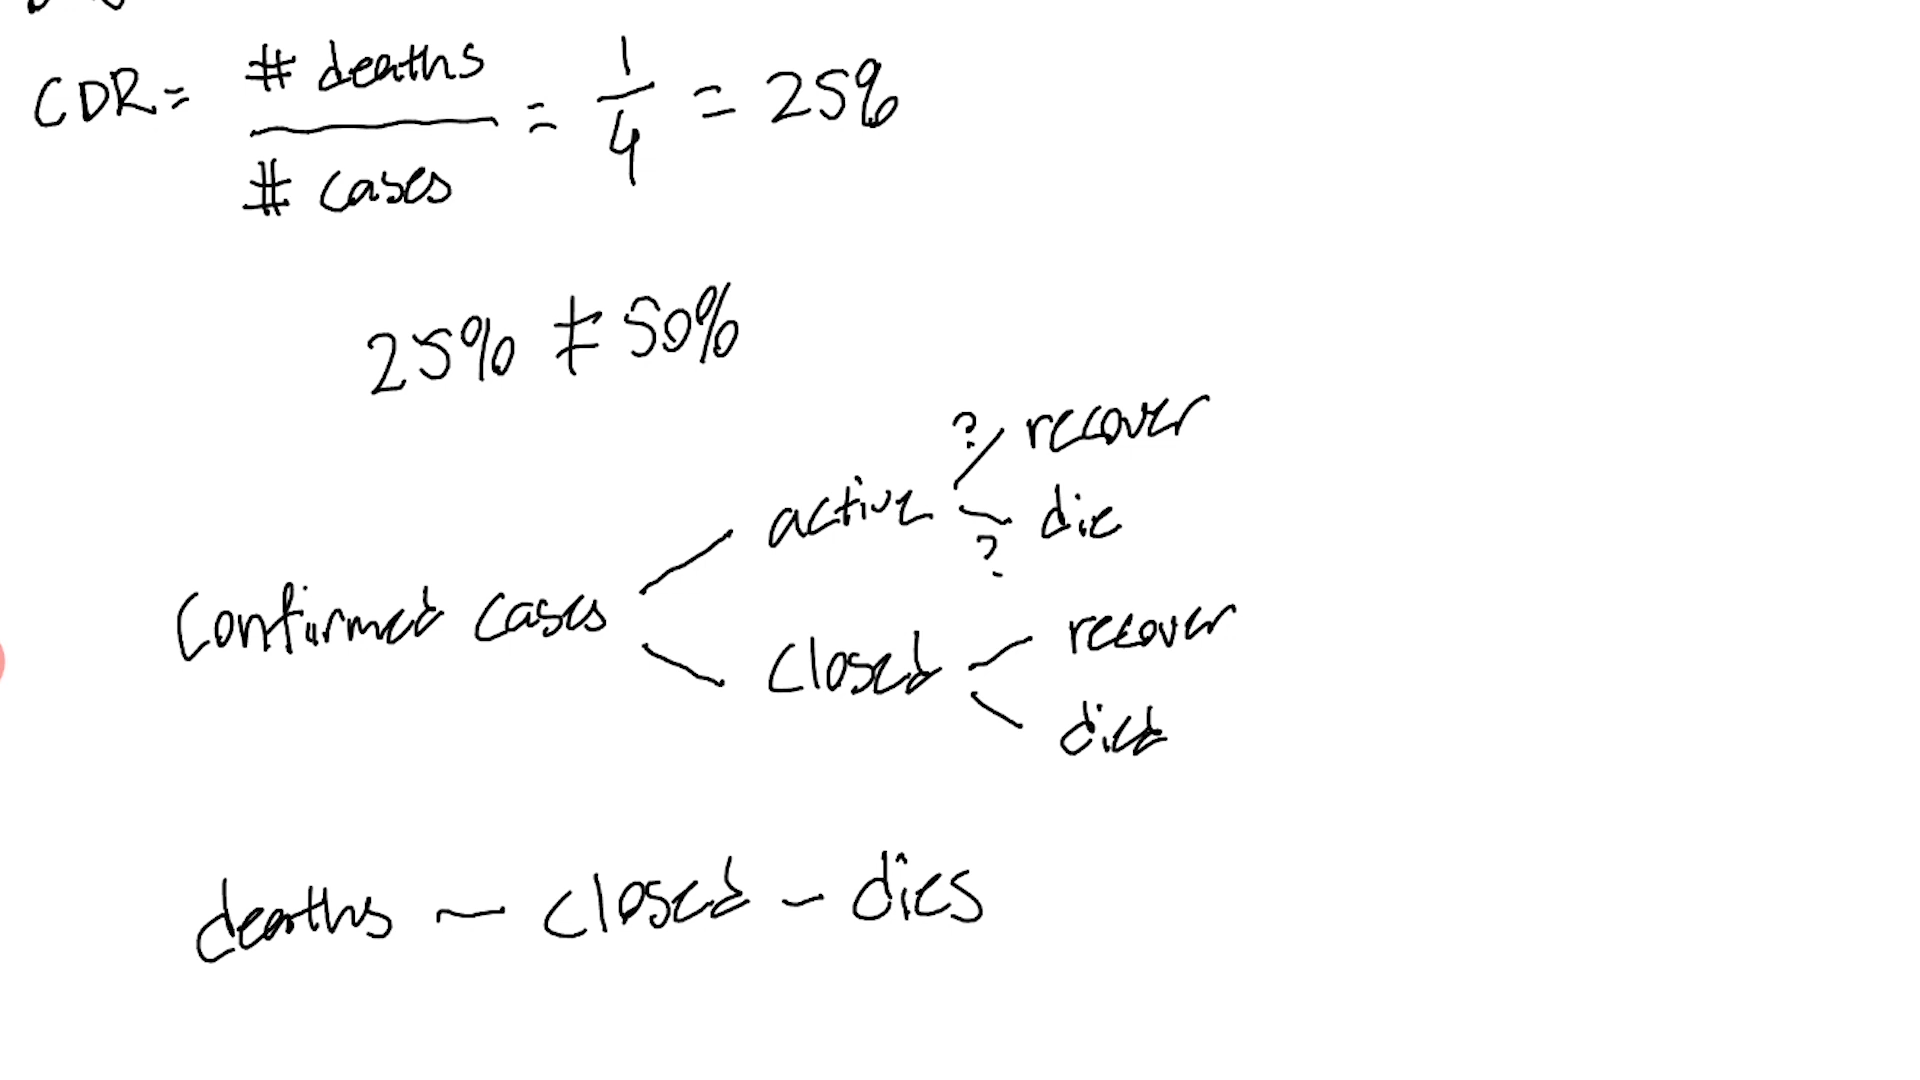 CDR = # deaths / # cases = 1/4 = 25%
25% ≠ 50%
? recover
active
die
?
Confirmed cases
recover
closed
died
deaths – closed – dies